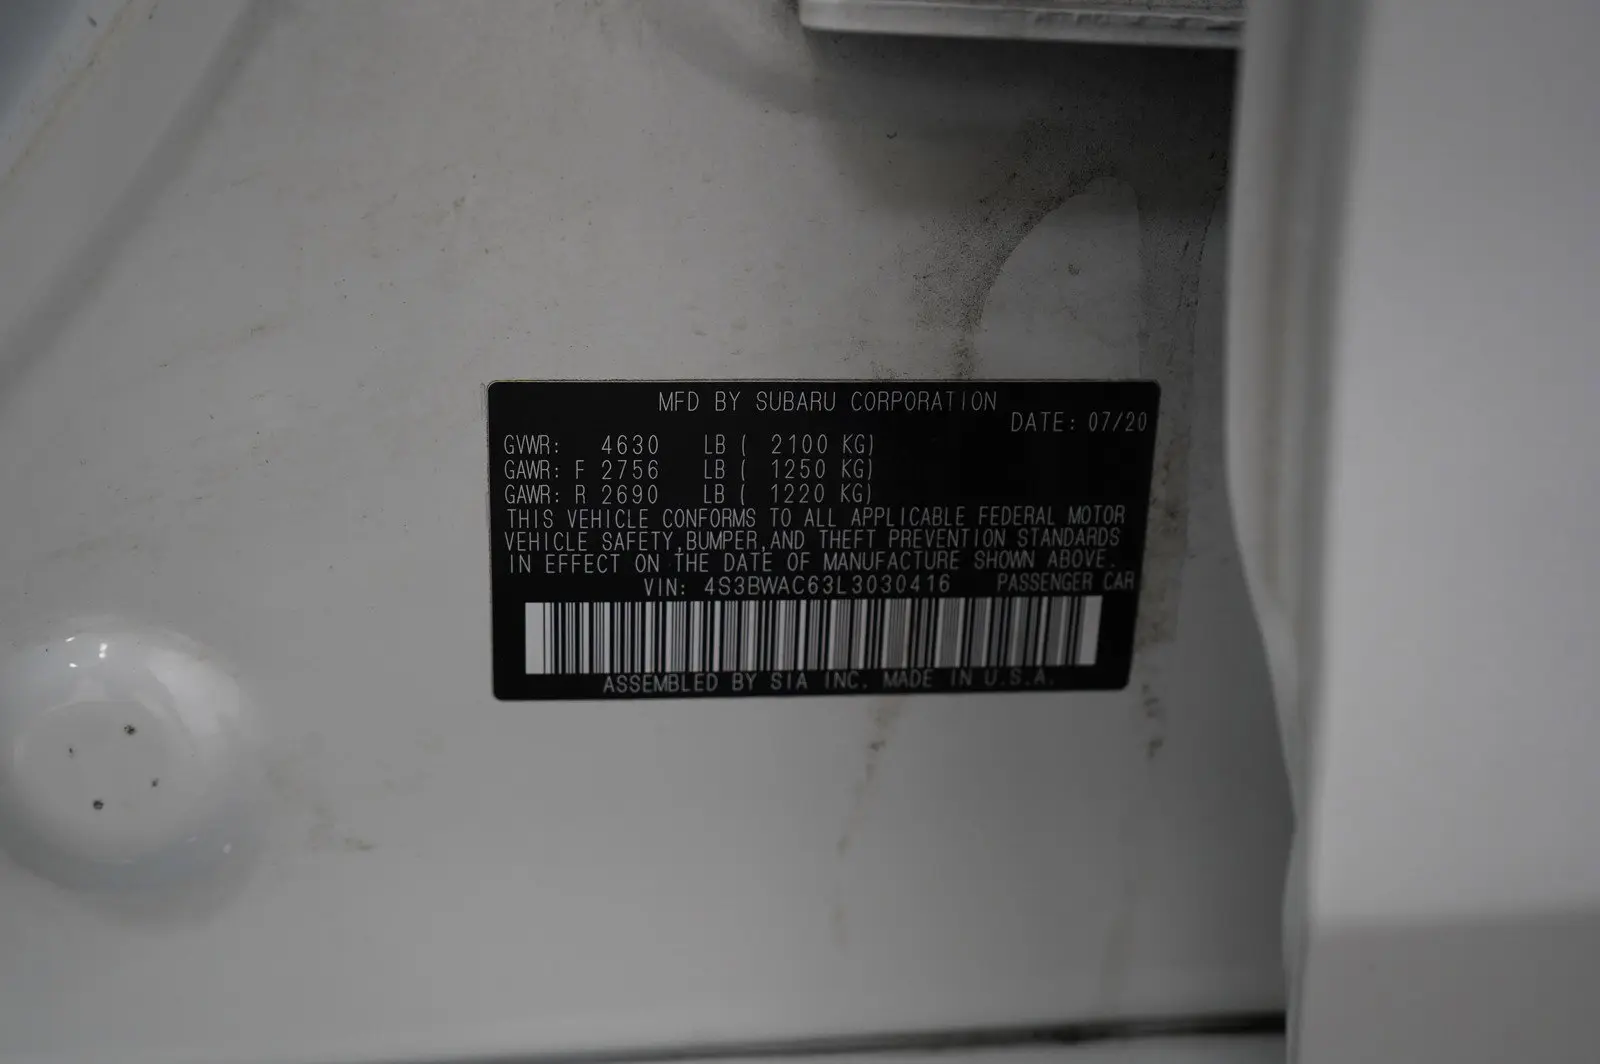 MFD BY SUBARU CORPORATION
DATE: 07/20
GVWR: 4630 LB ( 2100 KG)
GAWR: F 2756 LB ( 1250 KG)
GAWR: R 2690 LB ( 1220 KG)
THIS VEHICLE CONFORMS TO ALL APPLICABLE FEDERAL MOTOR
VEHICLE SAFETY,BUMPER,AND THEFT PREVENTION STANDARDS
IN EFFECT ON THE DATE OF MANUFACTURE SHOWN ABOVE.
VIN: 4S3BWAC63L3030416 PASSENGER CAR
ASSEMBLED BY SIA INC. MADE IN U.S.A.